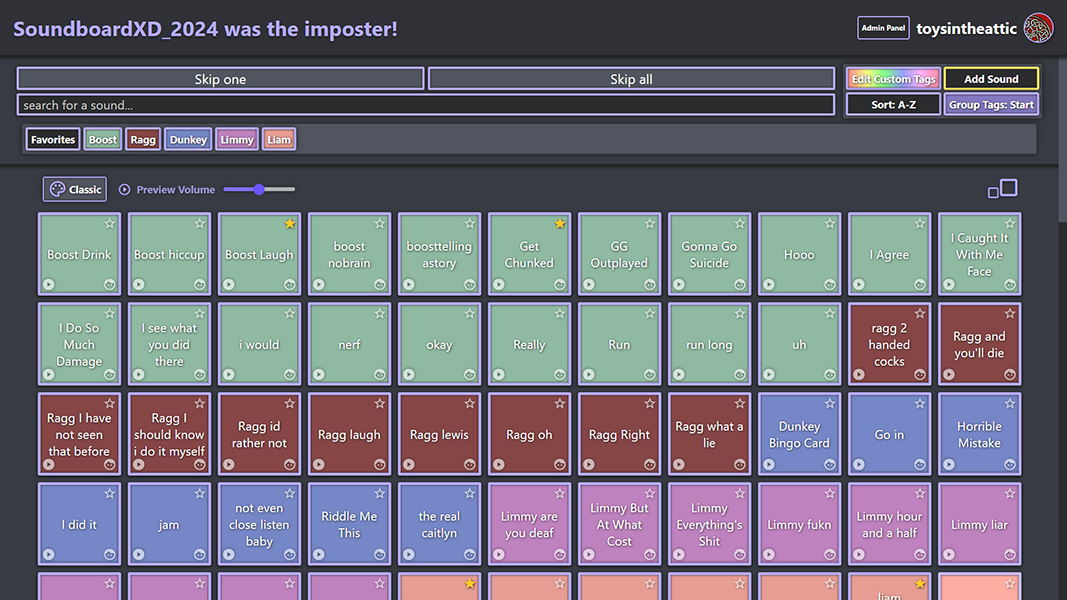 SoundboardXD_2024 was the imposter!
Admin Panel
toysintheattic
Skip one
Skip all
Edit Custom Tags
Add Sound
search for a sound...
Sort: A-Z
Group Tags: Start
Favorites
Boost
Ragg
Dunkey
Limmy
Liam
Classic
Preview Volume
Boost Drink
Boost hiccup
Boost Laugh
boost
nobrain
boosttelling
astory
Get
Chunked
GG
Outplayed
Gonna Go
Suicide
Hooo
I Agree
I Caught It
With Me
Face
I Do So
Much
Damage
I see what
you did
there
i would
nerf
okay
Really
Run
run long
uh
ragg 2
handed
cocks
Ragg and
you'll die
Ragg I have
not seen
that before
Ragg I
should know
i do it myself
Ragg id
rather not
Ragg laugh
Ragg lewis
Ragg oh
Ragg Right
Ragg what a
lie
Dunkey
Bingo Card
Go in
Horrible
Mistake
I did it
jam
not even
close listen
baby
Riddle Me
This
the real
caitlyn
Limmy are
you deaf
Limmy But
At What
Cost
Limmy
Everything's
Shit
Limmy fukn
Limmy hour
and a half
Limmy liar
liam